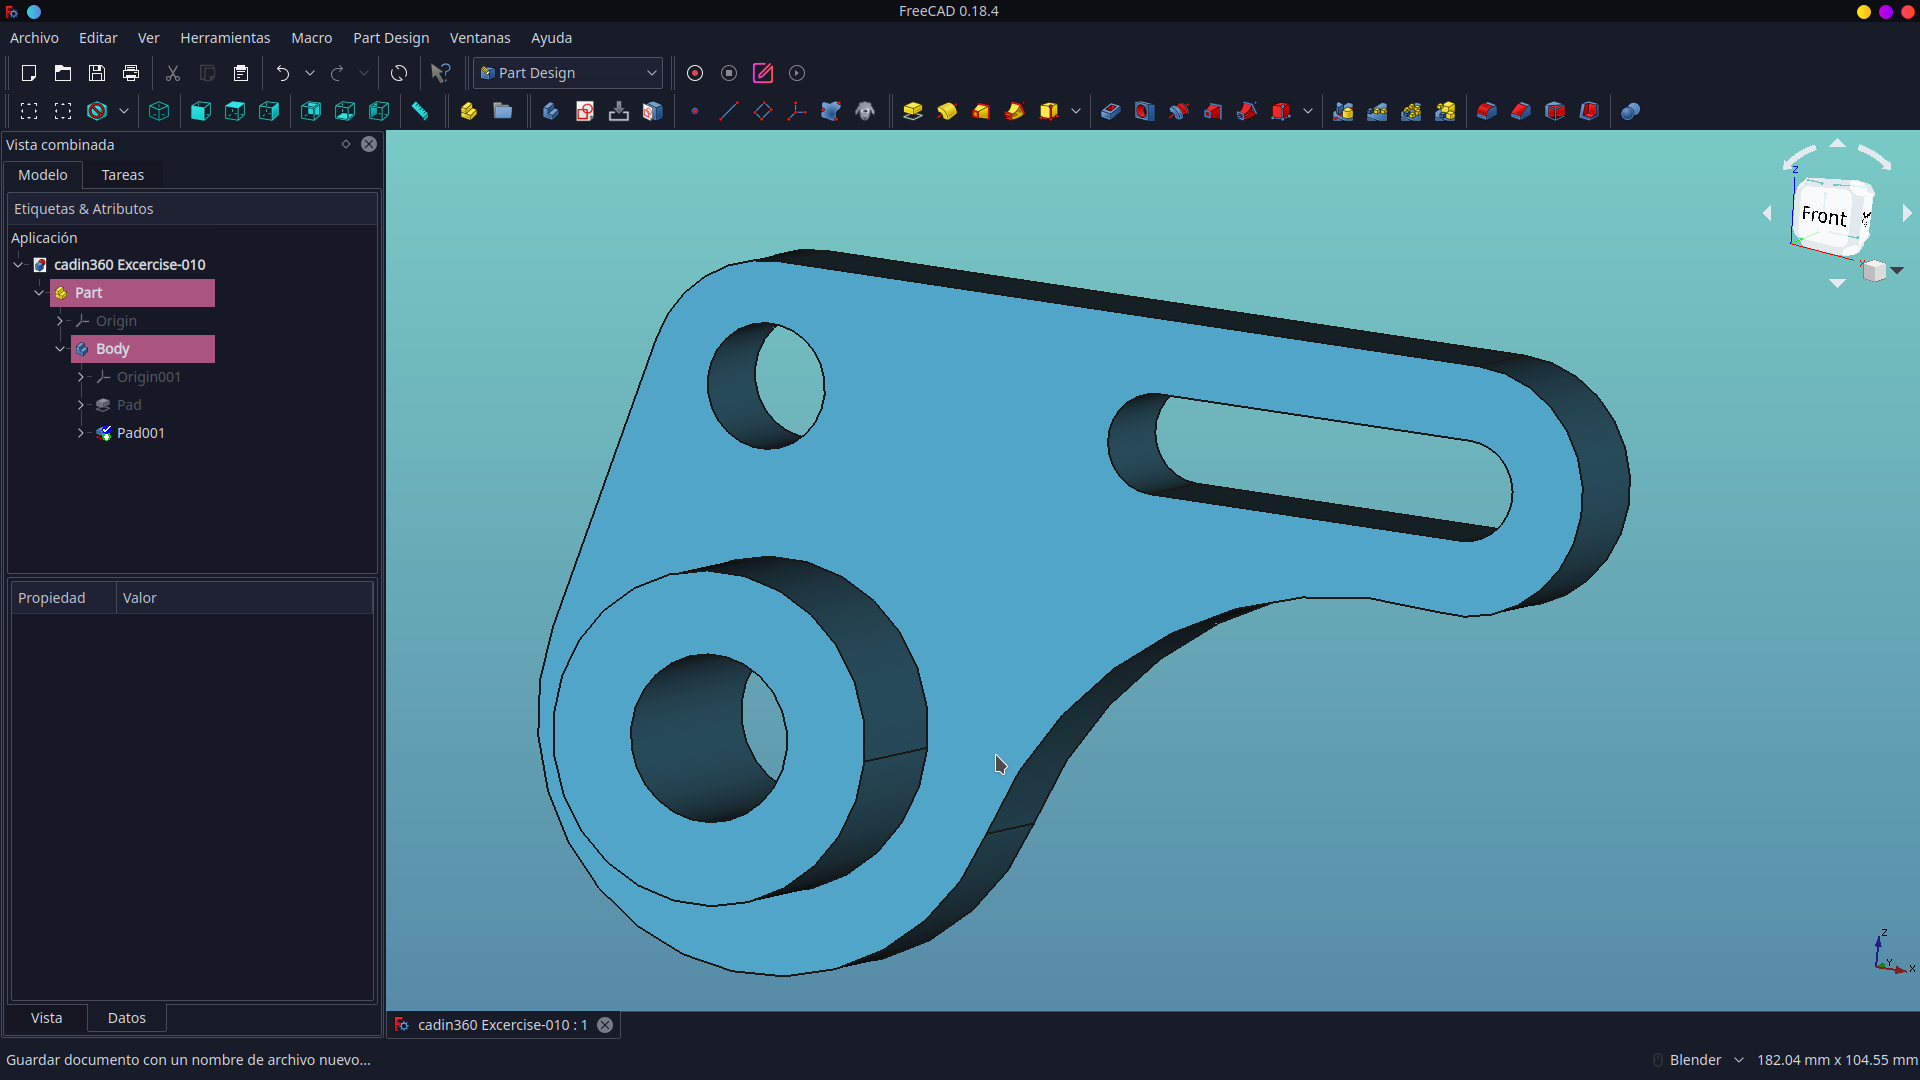 FreeCAD 0.18.4
Archivo Editar Ver Herramientas Macro Part Design Ventanas Ayuda
Part Design
Vista combinada
Modelo Tareas
Etiquetas & Atributos
Aplicación
cadin360 Excercise-010
Part
Origin
Body
Origin001
Pad
Pad001
Propiedad Valor
Vista Datos
Z
Front
X
Z
Y
X
cadin360 Excercise-010 : 1
Guardar documento con un nombre de archivo nuevo...
Blender 182.04 mm x 104.55 mm